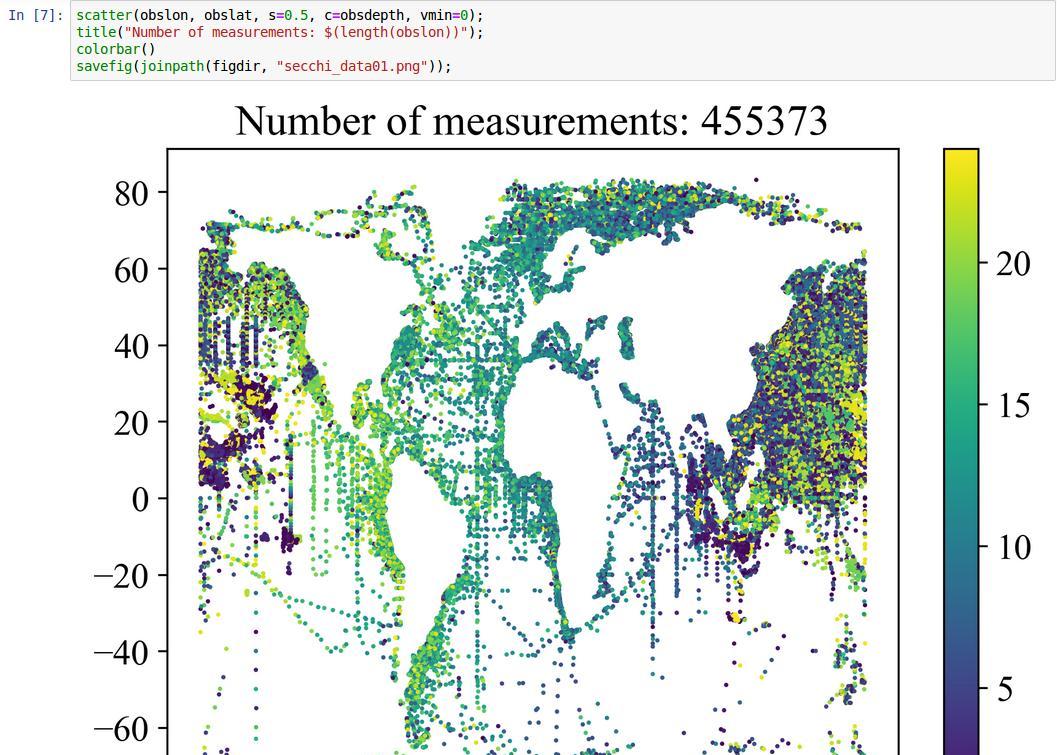 In [7]: scatter(obslon, obslat, s=0.5, c=obsdepth, vmin=0);
title("Number of measurements: $(length(obslon))");
colorbar()
savefig(joinpath(figdir, "secchi_data01.png"));
Number of measurements: 455373
80
60
40
20
0
−20
−40
−60
20
15
10
5